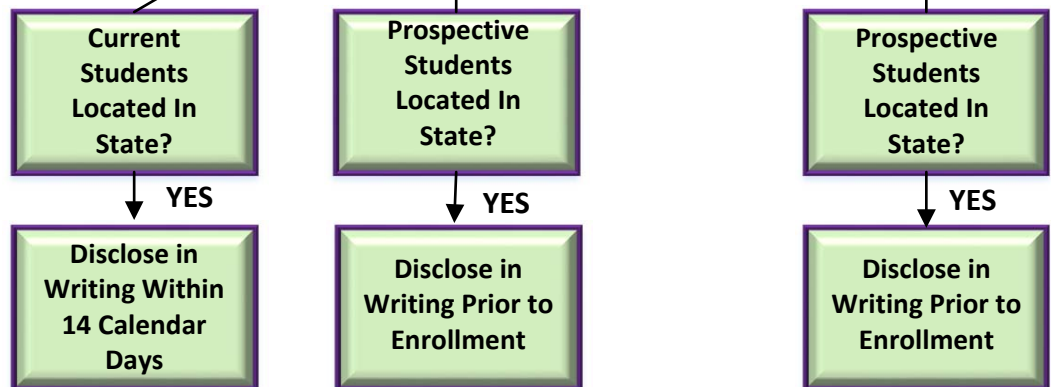 Current
Students
Located In
State?
Prospective
Students
Located In
State?
Prospective
Students
Located In
State?
YES
YES
YES
Disclose in
Writing Within
14 Calendar
Days
Disclose in
Writing Prior to
Enrollment
Disclose in
Writing Prior to
Enrollment